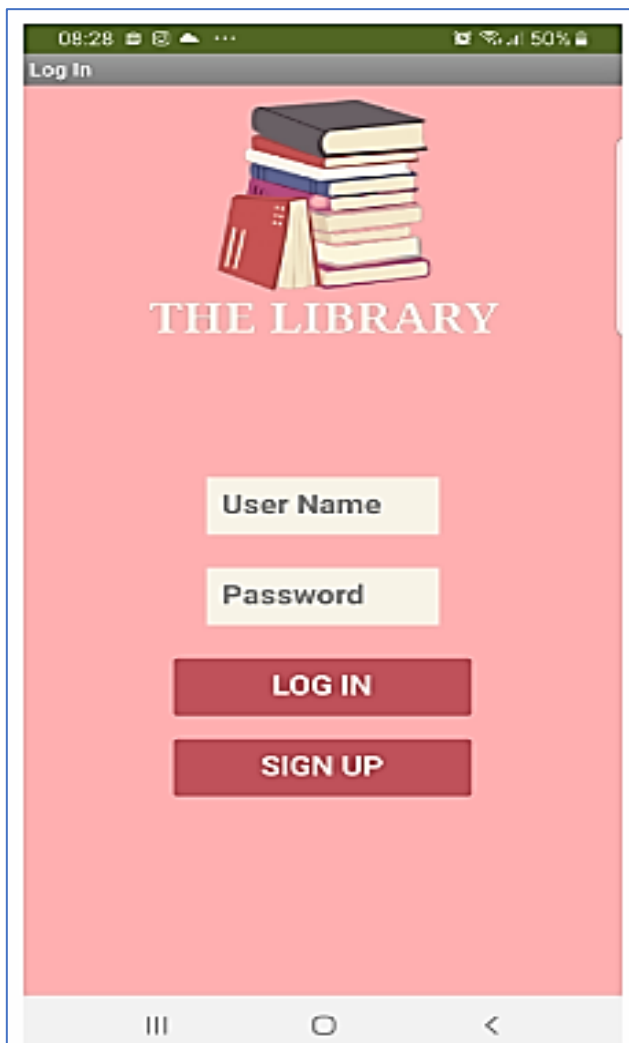 08:28 ... 50%
Log In
THE LIBRARY
User Name
Password
LOG IN
SIGN UP